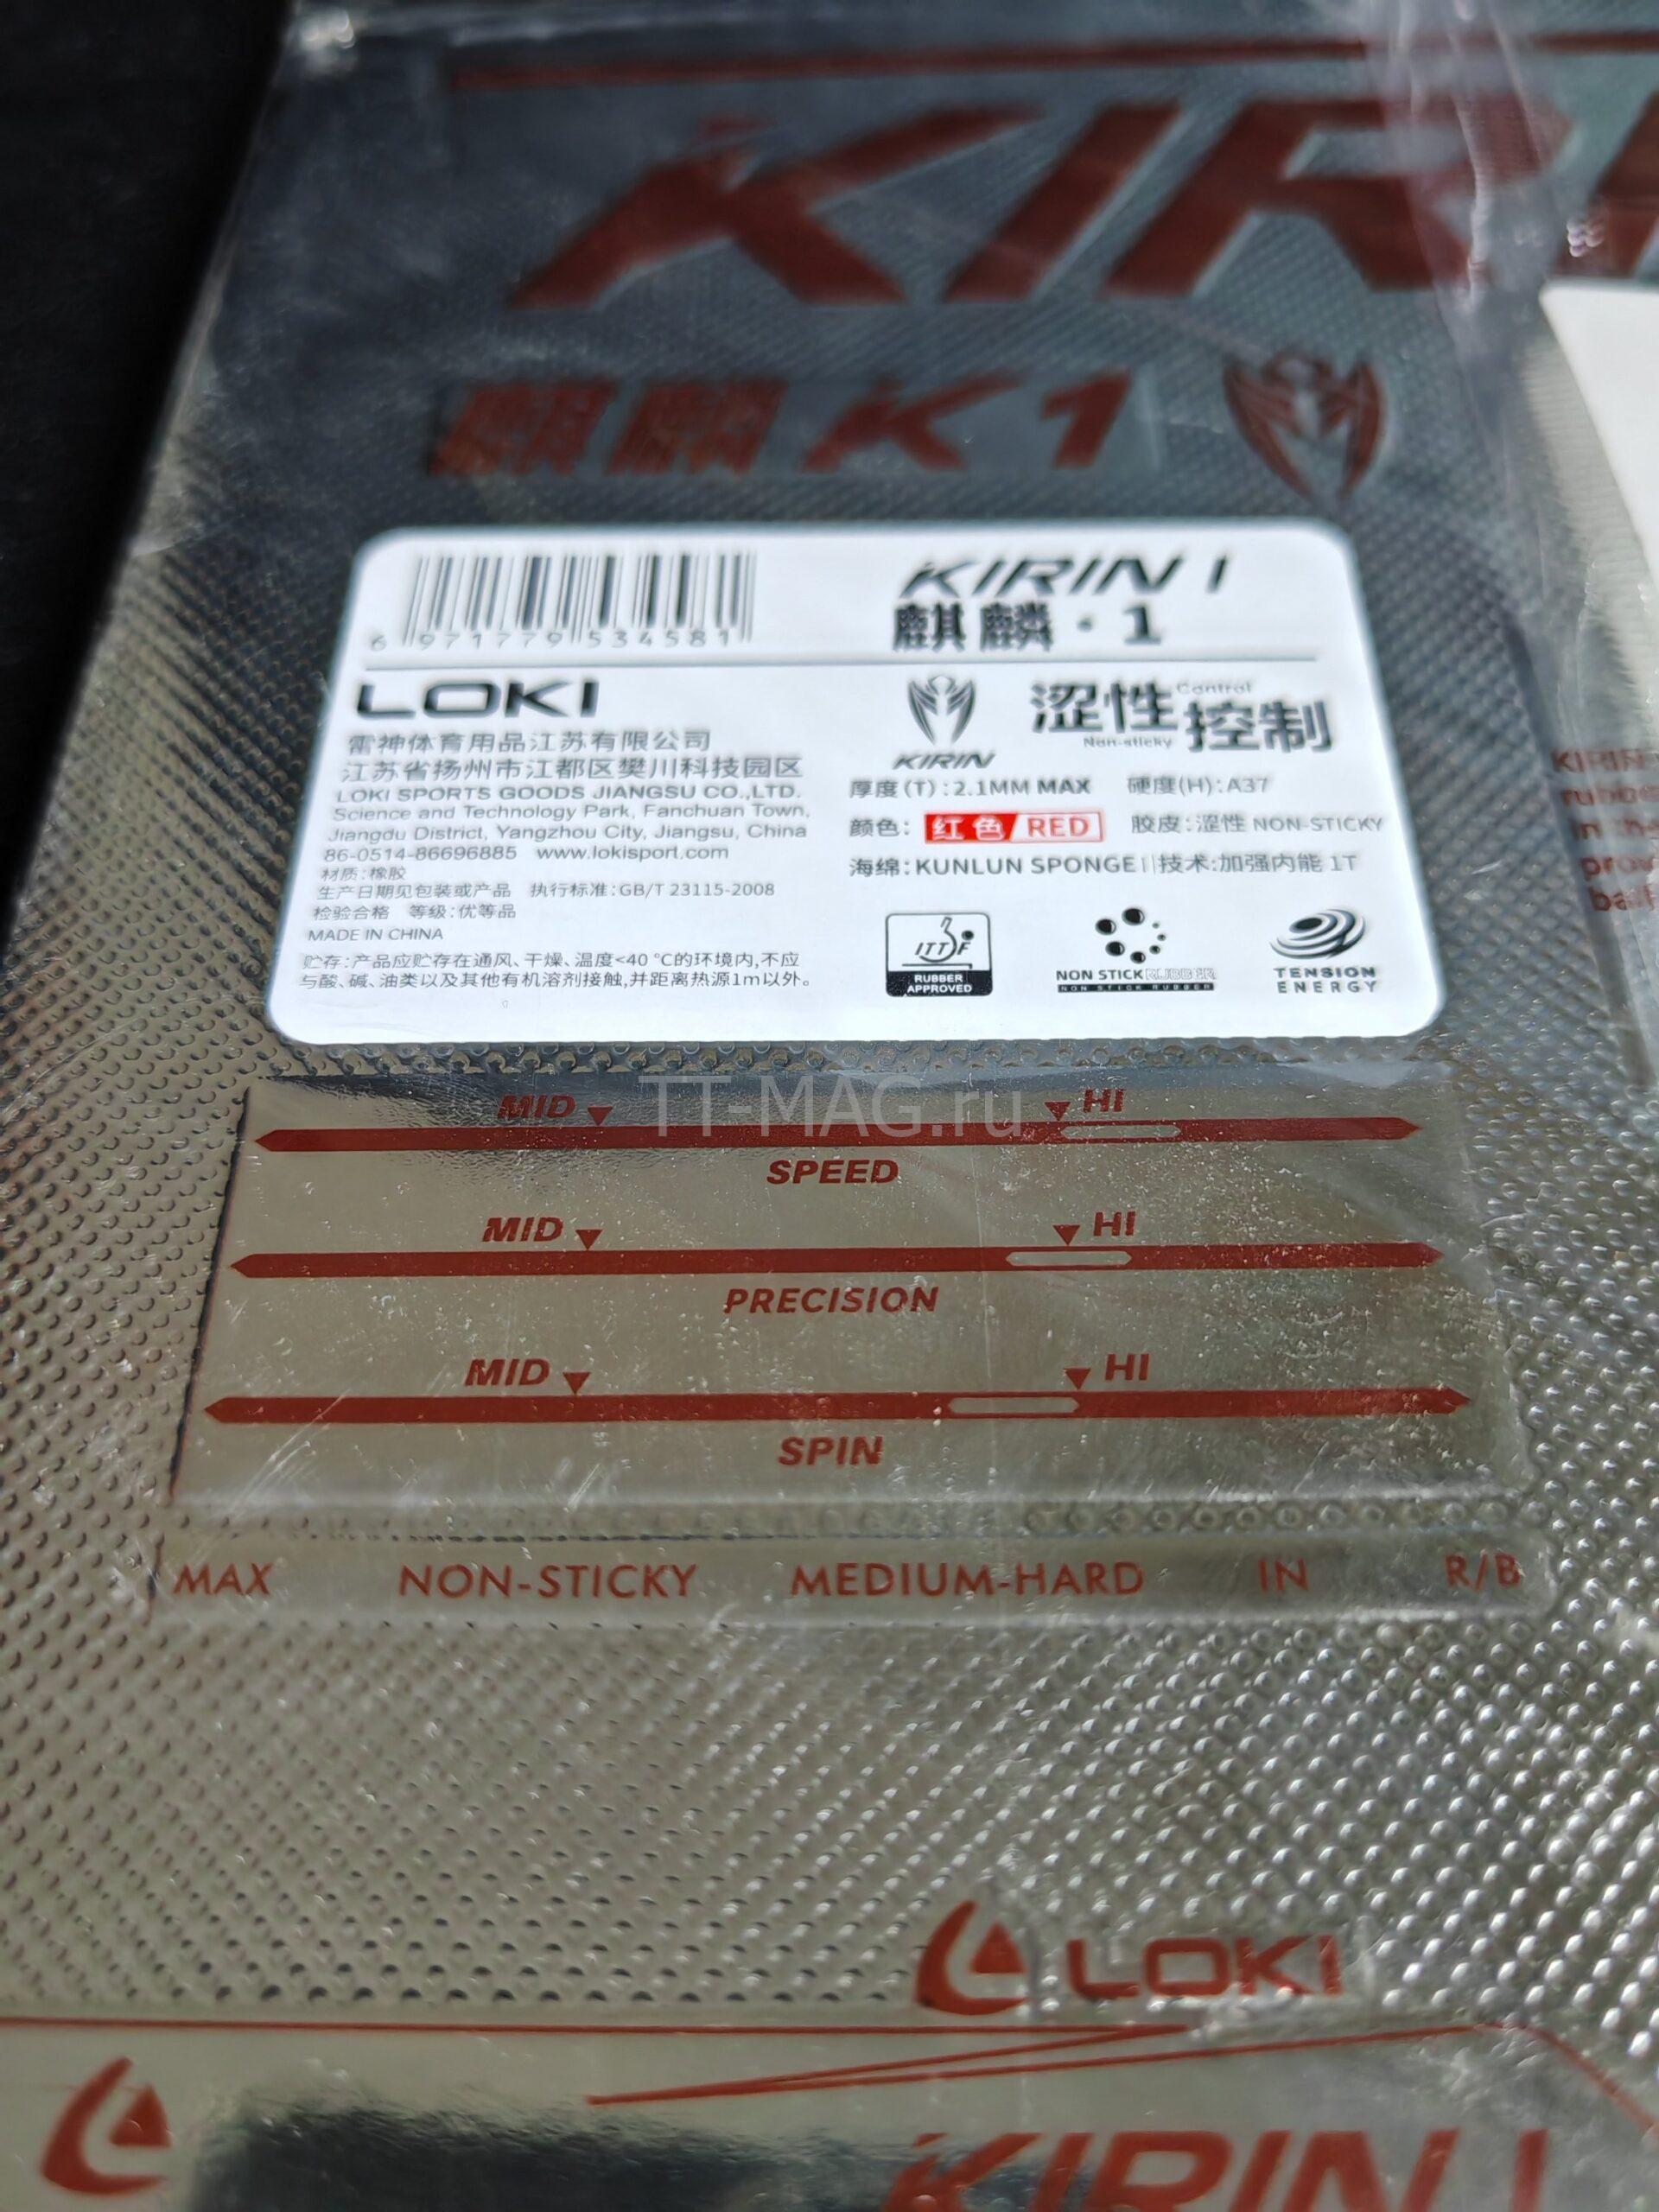 KIR
麒麟 K1
6 971779 534581
KIRIN I
麒麟·1
LOKI
雷神体育用品江苏有限公司
江苏省扬州市江都区樊川科技园区
LOKI SPORTS GOODS JIANGSU CO.,LTD.
Science and Technology Park, Fanchuan Town,
Jiangdu District, Yangzhou City, Jiangsu, China
86-0514-86696885 www.lokisport.com
材质:橡胶
生产日期见包装或产品 执行标准:GB/T 23115-2008
检验合格 等级:优等品
MADE IN CHINA
贮存:产品应贮存在通风、干燥、温度<40 ℃的环境内,不应
与酸、碱、油类以及其他有机溶剂接触,并距离热源1m以外。
KIRIN
涩性 Control
Non-sticky 控制
厚度(T):2.1MM MAX 硬度(H):A37
颜色: 红色/RED 胶皮:涩性 NON-STICKY
海绵:KUNLUN SPONGE 技术:加强内能 1T
ITTF
RUBBER
APPROVED
NON STICK RUBBER
NON STICK RUBBER
TENSION
ENERGY
TT-MAG.ru
MID HI
SPEED
MID HI
PRECISION
MID HI
SPIN
MAX NON-STICKY MEDIUM-HARD IN R/B
LOKI
KIRIN I
KIRIN